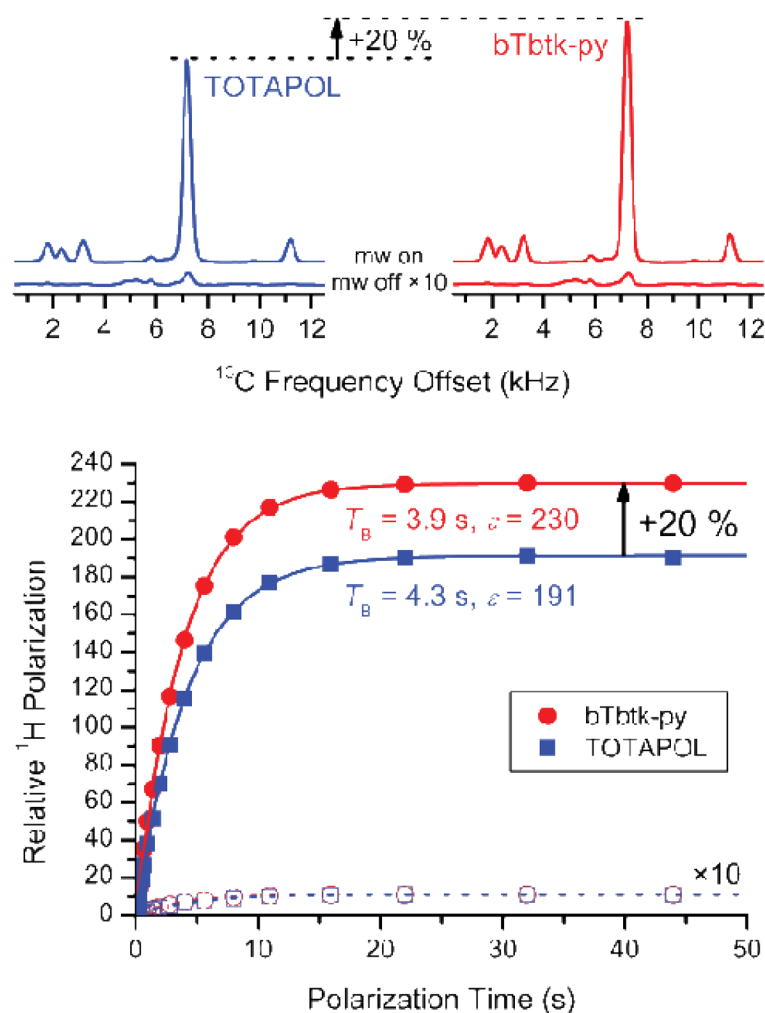 +20 %
TOTAPOL
bTbtk-py
mw on
mw off ×10
2 4 6 8 10 12
2 4 6 8 10 12
¹³C Frequency Offset (kHz)
240
220
200
190
180
160
140
120
100
80
60
40
20
0
T_B = 3.9 s, ε = 230
+20 %
T_B = 4.3 s, ε = 191
bTbtk-py
TOTAPOL
×10
0 10 20 30 40 50
Relative ¹H Polarization
Polarization Time (s)